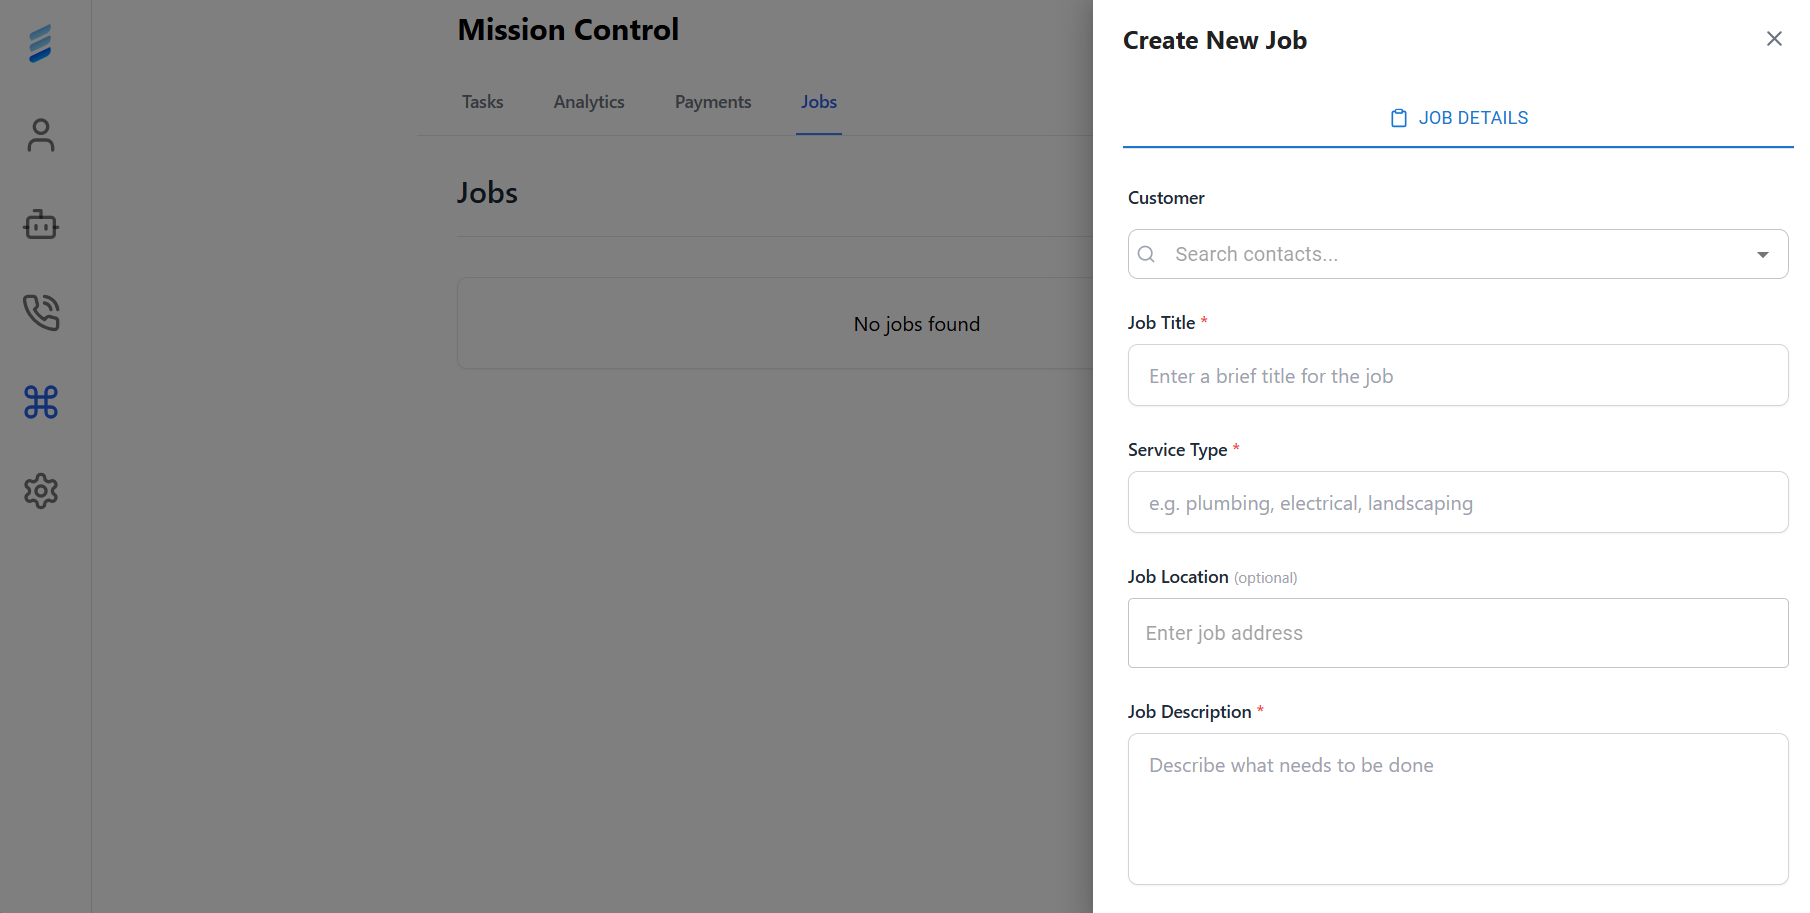 Mission Control
Tasks Analytics Payments Jobs
Jobs
No jobs found
Create New Job
JOB DETAILS
Customer
Search contacts...
Job Title *
Enter a brief title for the job
Service Type *
e.g. plumbing, electrical, landscaping
Job Location (optional)
Enter job address
Job Description *
Describe what needs to be done